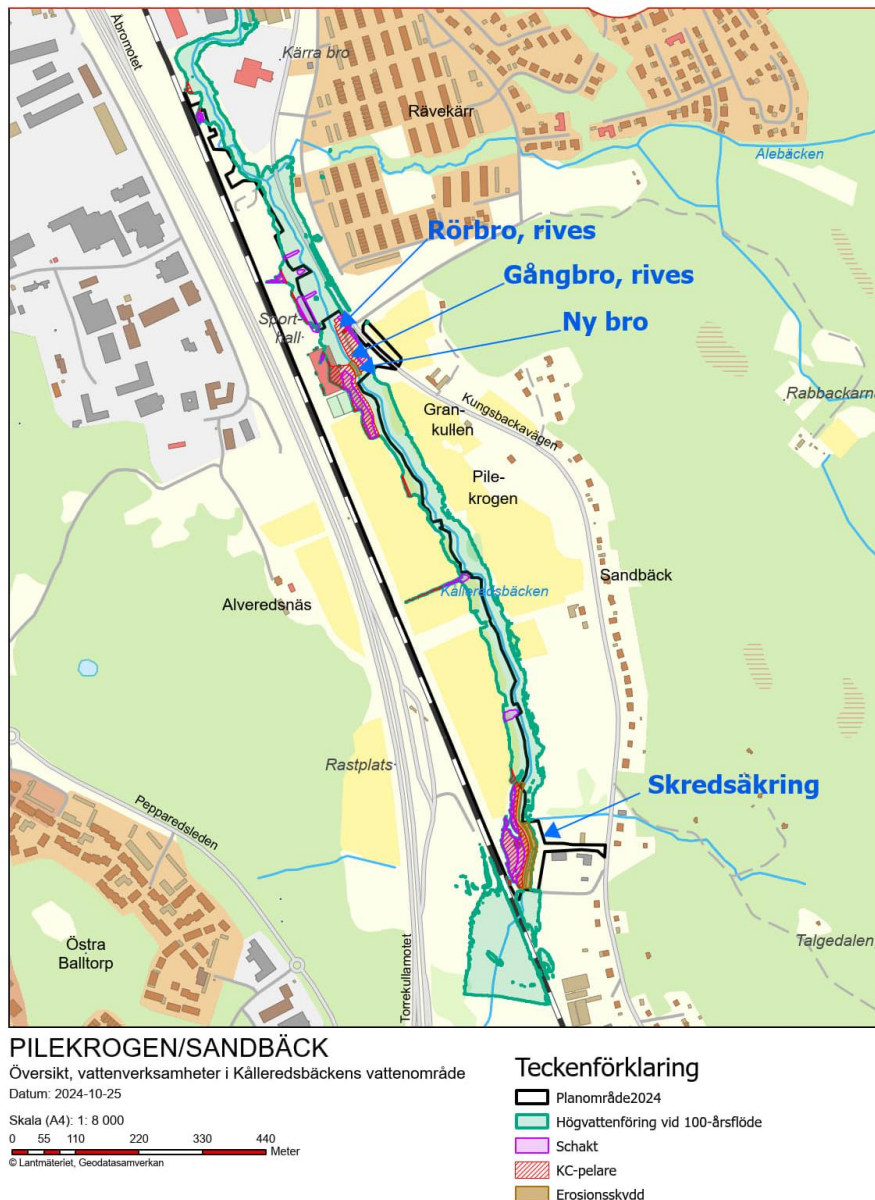 Åbromotet
Kärra bro
Rävekärr
Alebäcken
Rörbro, rives
Gångbro, rives
Sport-
hall
Ny bro
Rabbackarna
Kungsbackavägen
Gran-
kullen
Pile-
krogen
Sandbäck
Kålleredsbäcken
Alveredsnäs
Rastplats
Skredsäkring
Pepparedsleden
Östra
Balltorp
Torrekullamotet
Talgedalen
PILEKROGEN/SANDBÄCK
Översikt, vattenverksamheter i Kålleredsbäckens vattenområde
Datum: 2024-10-25
Skala (A4): 1: 8 000
0 55 110 220 330 440
Meter
© Lantmäteriet, Geodatasamverkan
Teckenförklaring
Planområde2024
Högvattenföring vid 100-årsflöde
Schakt
KC-pelare
Erosionsskydd